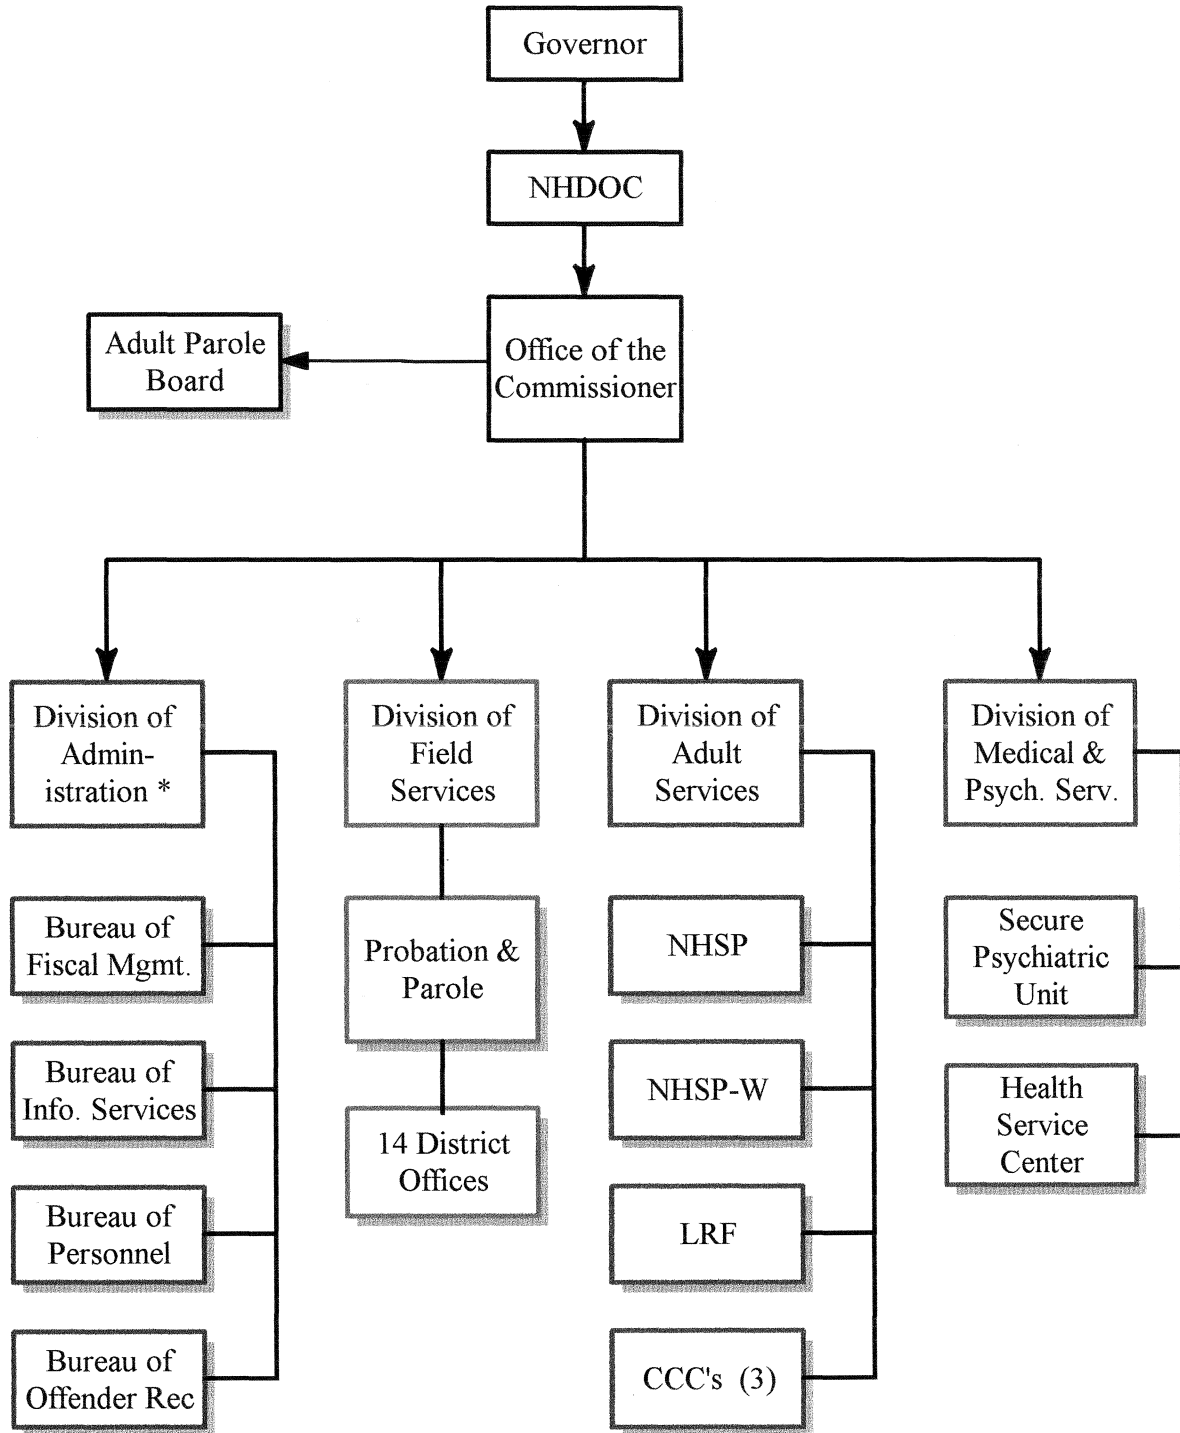 Governor
NHDOC
Adult Parole
Board
Office of the
Commissioner
Division of
Admin-
istration *
Division of
Field
Services
Division of
Adult
Services
Division of
Medical &
Psych. Serv.
Bureau of
Fiscal Mgmt.
Probation &
Parole
NHSP
Secure
Psychiatric
Unit
Bureau of
Info. Services
14 District
Offices
NHSP-W
Health
Service
Center
Bureau of
Personnel
LRF
Bureau of
Offender Rec
CCC's (3)